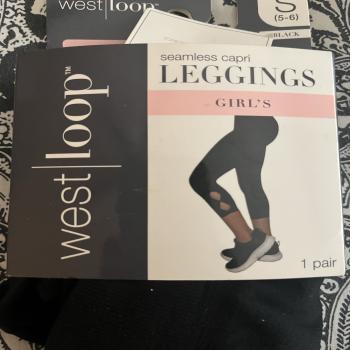 west loop
S
(5-6)
BLACK
west loop™
seamless capri
LEGGINGS
GIRL'S
1 pair